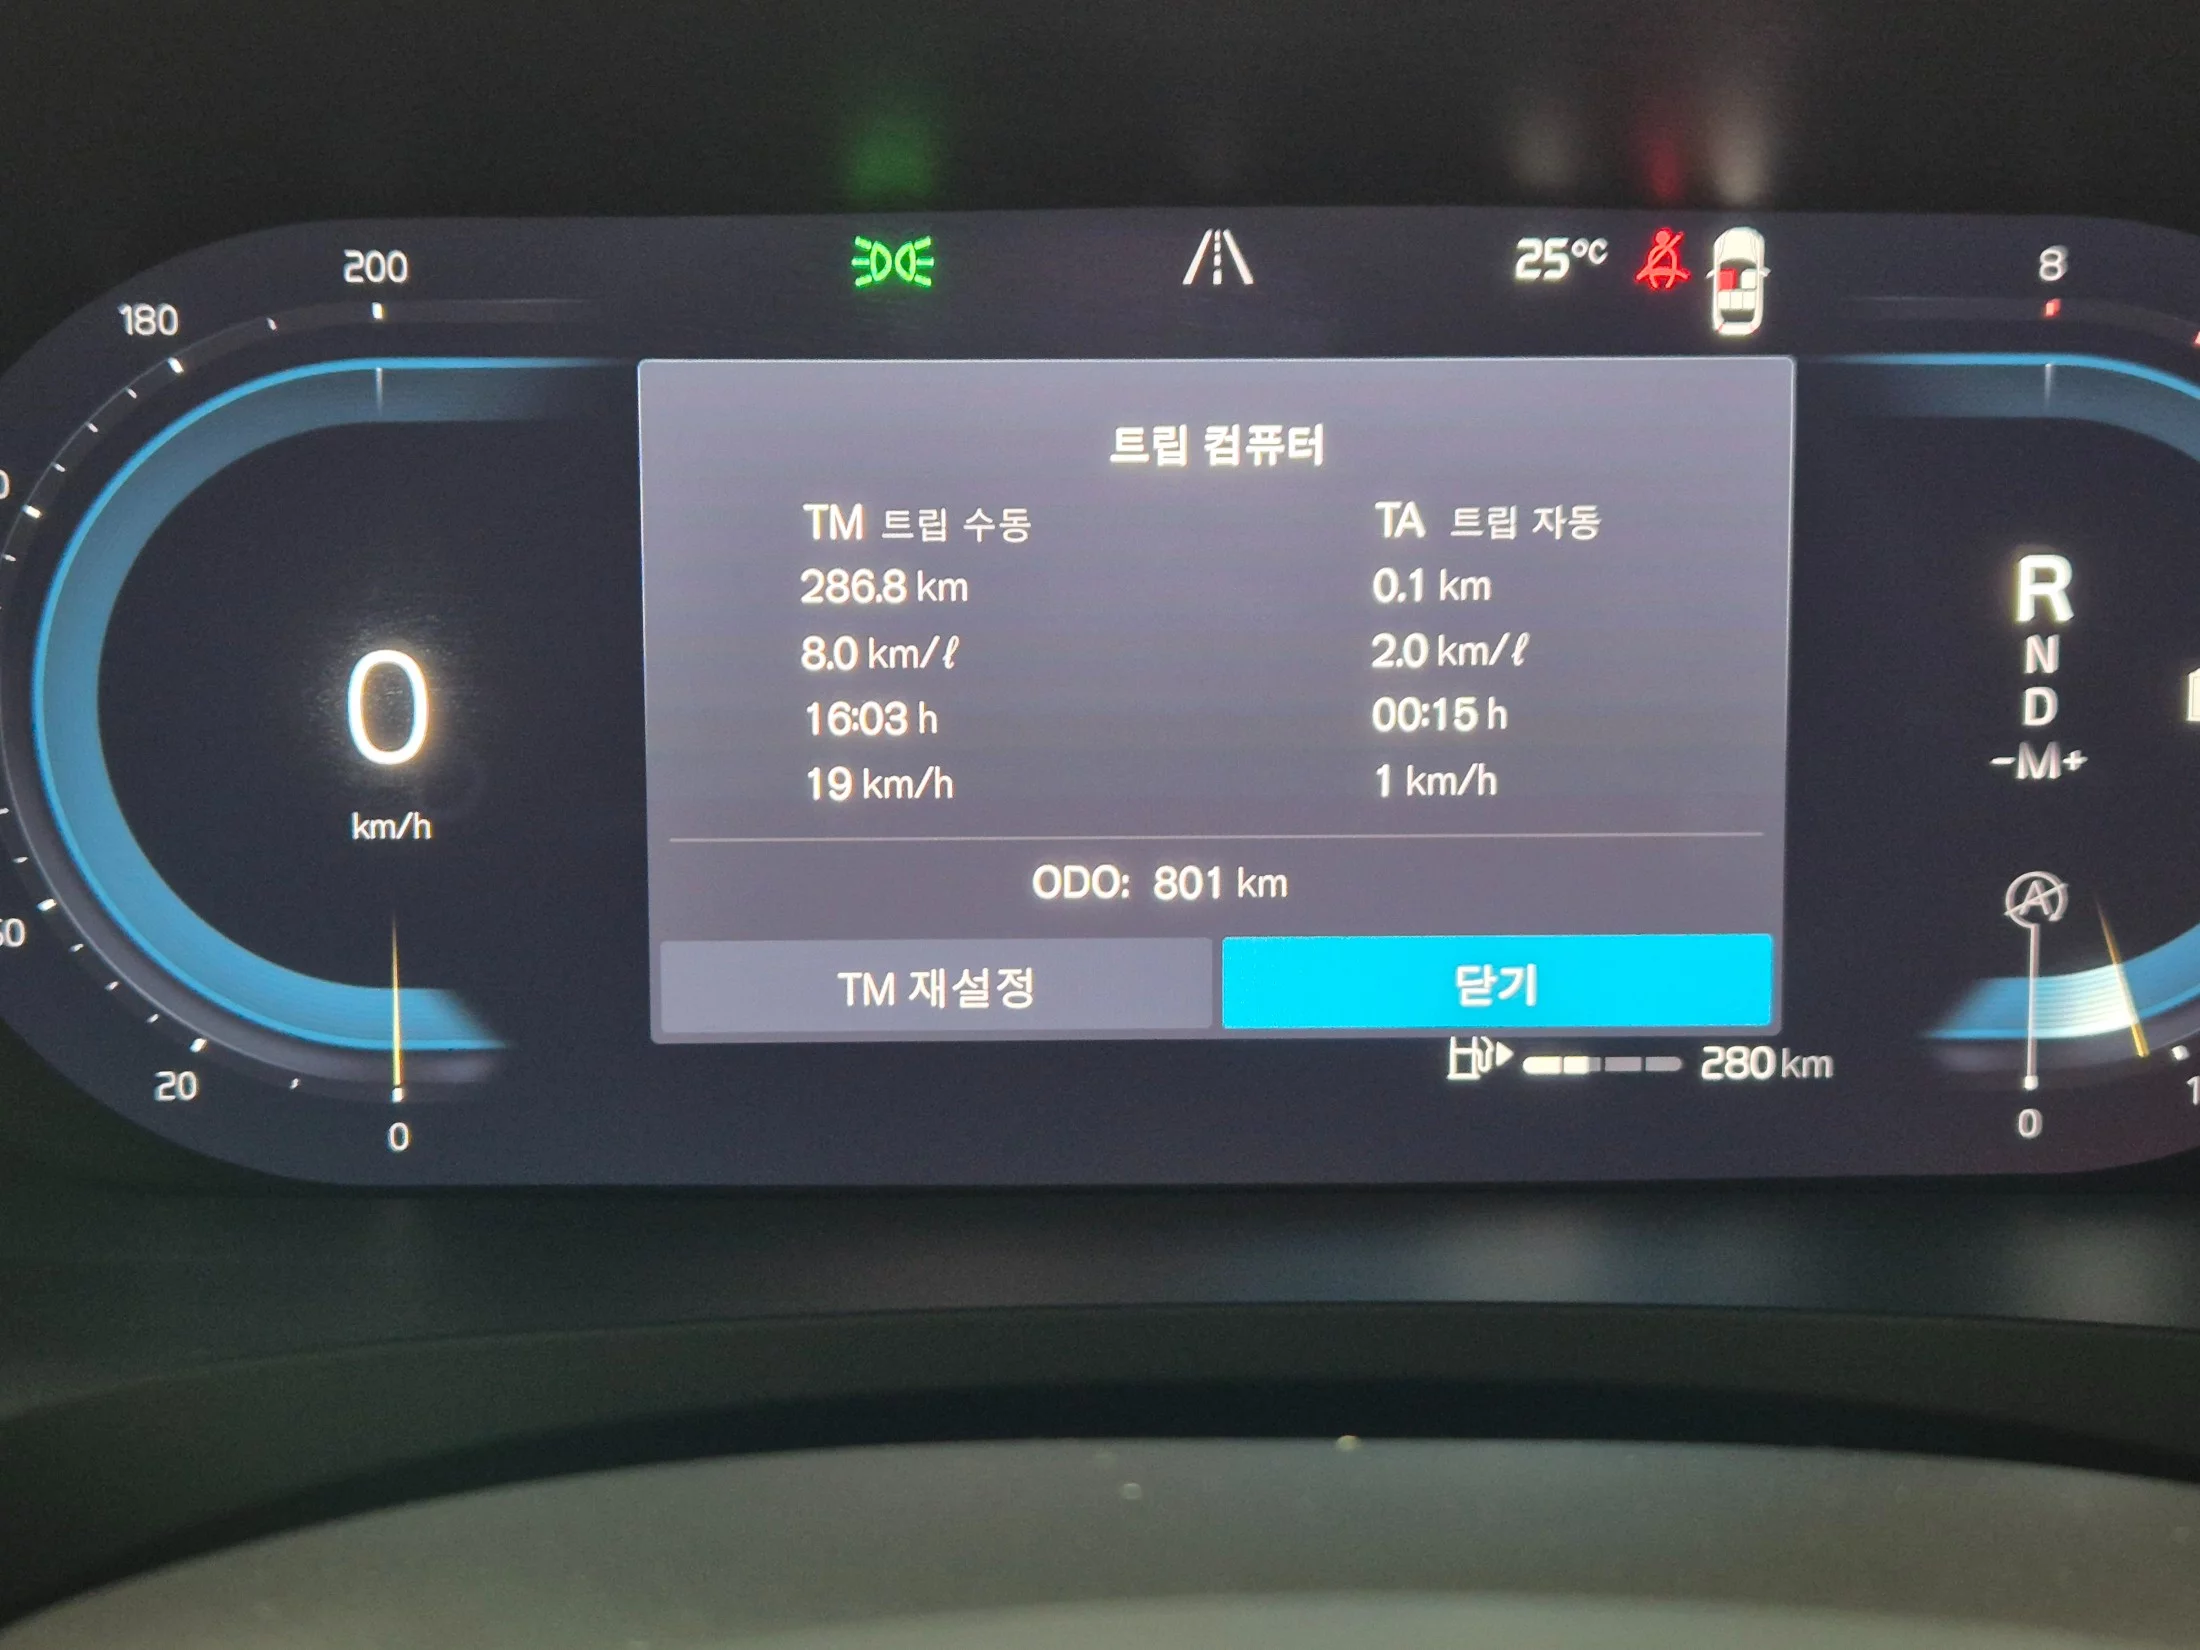 200
180
25°C
8
트립 컴퓨터
TM 트립 수동
TA 트립 자동
286.8 km
0.1 km
8.0 km/ℓ
2.0 km/ℓ
16:03 h
00:15 h
19 km/h
1 km/h
ODO: 801 km
TM 재설정
닫기
0
km/h
R
N
D
-M+
A
280 km
20
0
0